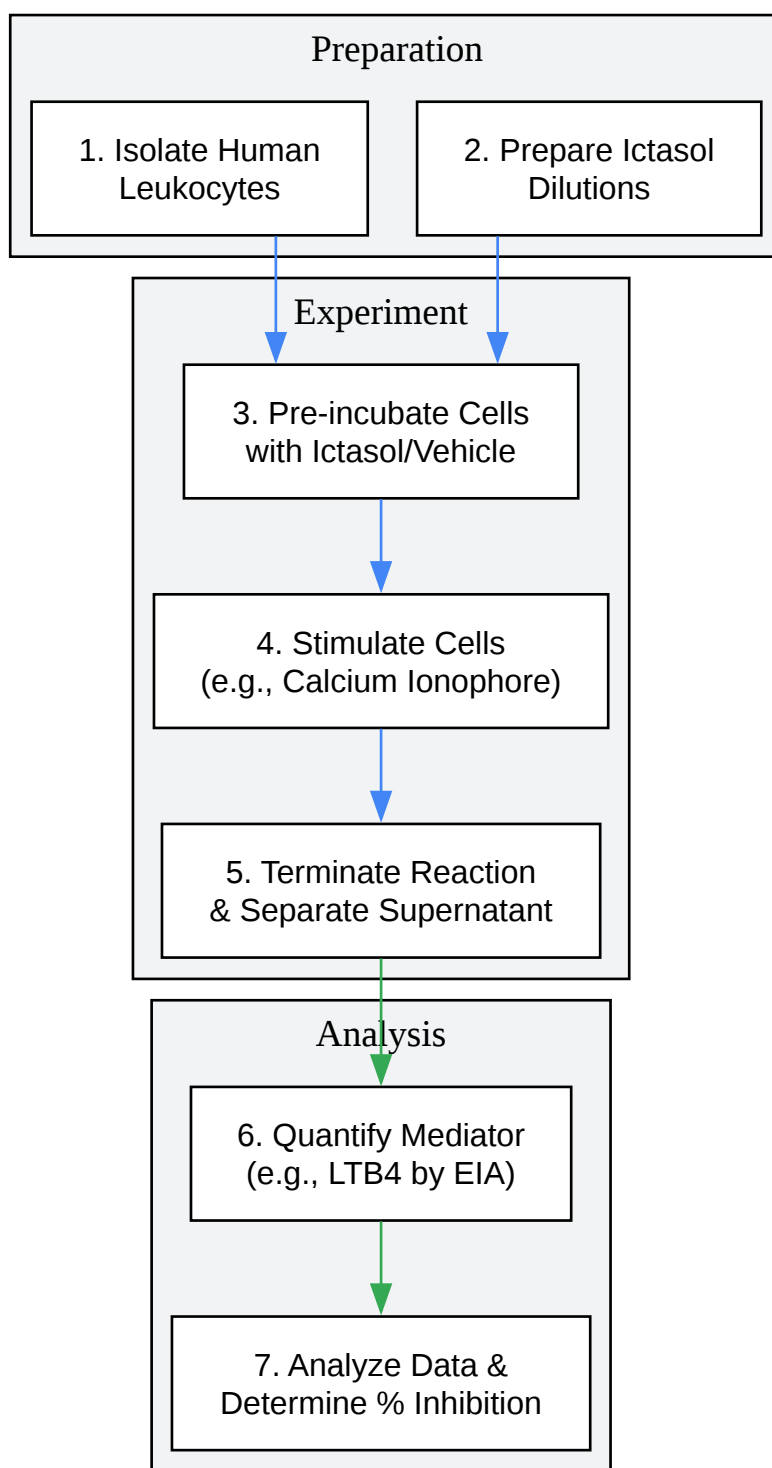 Preparation
1. Isolate Human
Leukocytes
2. Prepare Ictasol
Dilutions
Experiment
3. Pre-incubate Cells
with Ictasol/Vehicle
4. Stimulate Cells
(e.g., Calcium Ionophore)
5. Terminate Reaction
& Separate Supernatant
Analysis
6. Quantify Mediator
(e.g., LTB4 by EIA)
7. Analyze Data &
Determine % Inhibition